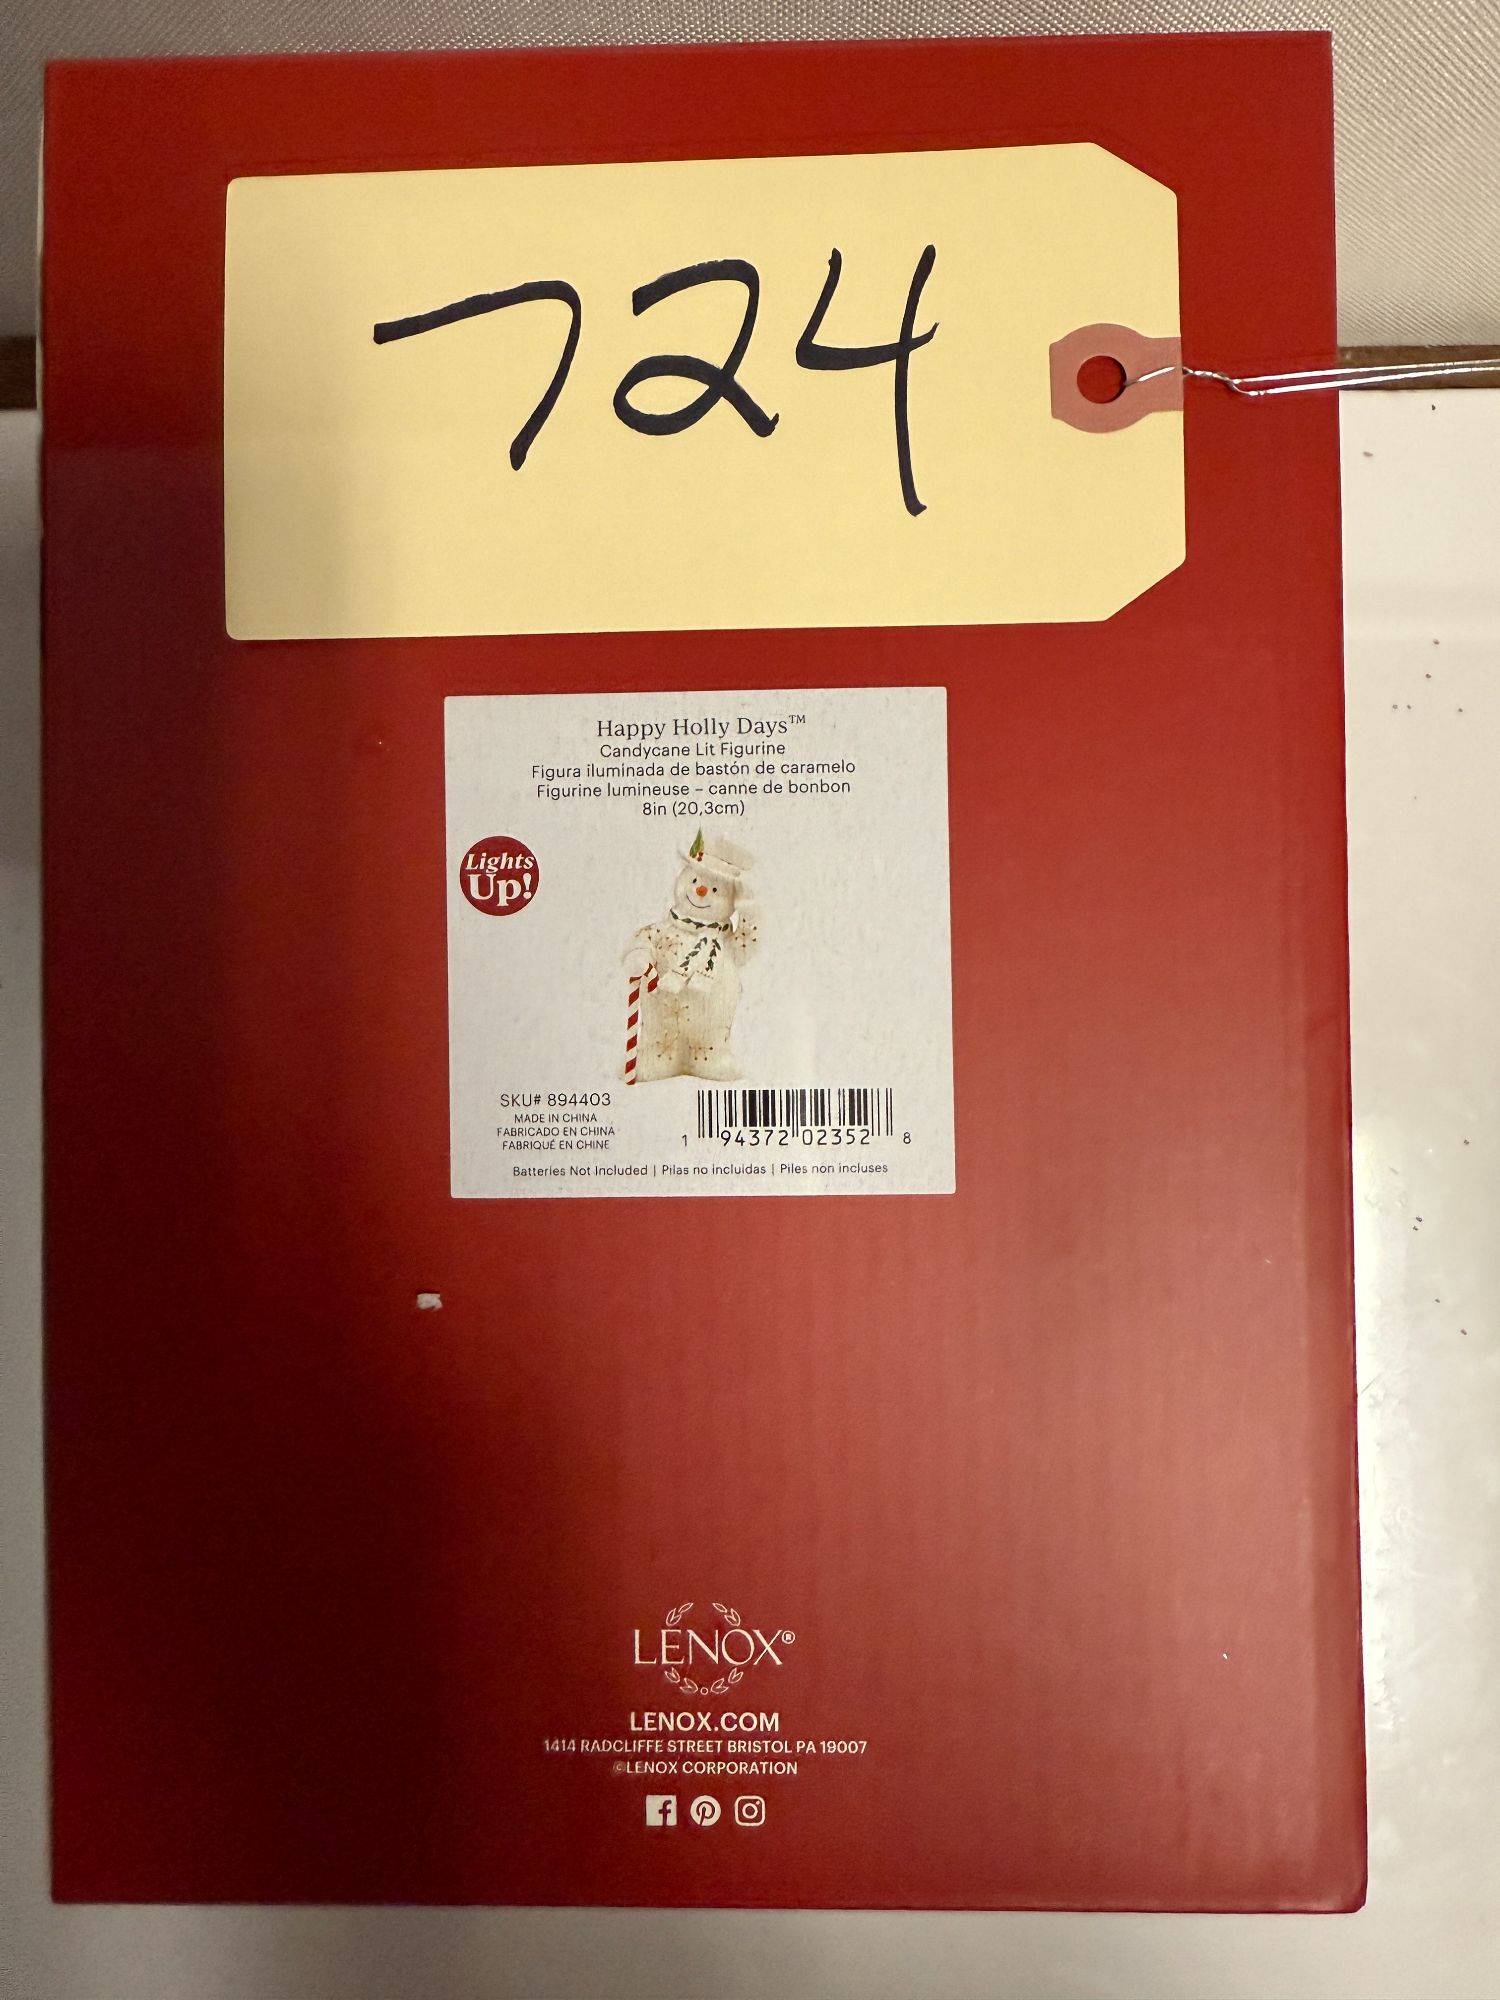 724
Happy Holly Days™
Candycane Lit Figurine
Figura iluminada de bastón de caramelo
Figurine lumineuse – canne de bonbon
8in (20,3cm)
Lights
Up!
SKU# 894403
MADE IN CHINA
FABRICADO EN CHINA
FABRIQUÉ EN CHINE
1 94372 02352 8
Batteries Not Included | Pilas no incluidas | Piles non incluses
LENOX®
LENOX.COM
1414 RADCLIFFE STREET BRISTOL PA 19007
©LENOX CORPORATION